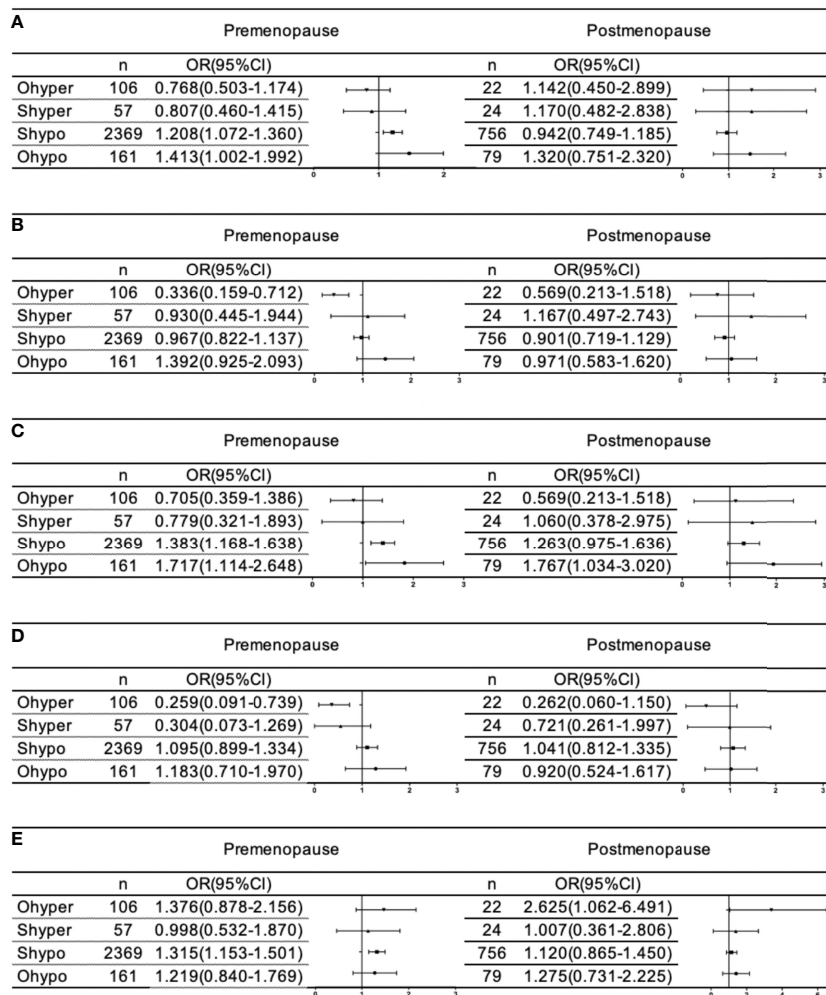 A
Premenopause Postmenopause
n OR(95%CI) n OR(95%CI)
Ohyper 106 0.768(0.503-1.174) 22 1.142(0.450-2.899)
Shyper 57 0.807(0.460-1.415) 24 1.170(0.482-2.838)
Shypo 2369 1.208(1.072-1.360) 756 0.942(0.749-1.185)
Ohypo 161 1.413(1.002-1.992) 79 1.320(0.751-2.320)
0 1 2 0 1 2 3
B
Premenopause Postmenopause
n OR(95%CI) n OR(95%CI)
Ohyper 106 0.336(0.159-0.712) 22 0.569(0.213-1.518)
Shyper 57 0.930(0.445-1.944) 24 1.167(0.497-2.743)
Shypo 2369 0.967(0.822-1.137) 756 0.901(0.719-1.129)
Ohypo 161 1.392(0.925-2.093) 79 0.971(0.583-1.620)
0 1 2 3 0 1 2 3
C
Premenopause Postmenopause
n OR(95%CI) n OR(95%CI)
Ohyper 106 0.705(0.359-1.386) 22 0.569(0.213-1.518)
Shyper 57 0.779(0.321-1.893) 24 1.060(0.378-2.975)
Shypo 2369 1.383(1.168-1.638) 756 1.263(0.975-1.636)
Ohypo 161 1.717(1.114-2.648) 79 1.767(1.034-3.020)
0 1 2 3 0 1 2 3
D
Premenopause Postmenopause
n OR(95%CI) n OR(95%CI)
Ohyper 106 0.259(0.091-0.739) 22 0.262(0.060-1.150)
Shyper 57 0.304(0.073-1.269) 24 0.721(0.261-1.997)
Shypo 2369 1.095(0.899-1.334) 756 1.041(0.812-1.335)
Ohypo 161 1.183(0.710-1.970) 79 0.920(0.524-1.617)
0 1 2 3 0 1 2 3
E
Premenopause Postmenopause
n OR(95%CI) n OR(95%CI)
Ohyper 106 1.376(0.878-2.156) 22 2.625(1.062-6.491)
Shyper 57 0.998(0.532-1.870) 24 1.007(0.361-2.806)
Shypo 2369 1.315(1.153-1.501) 756 1.120(0.865-1.450)
Ohypo 161 1.219(0.840-1.769) 79 1.275(0.731-2.225)